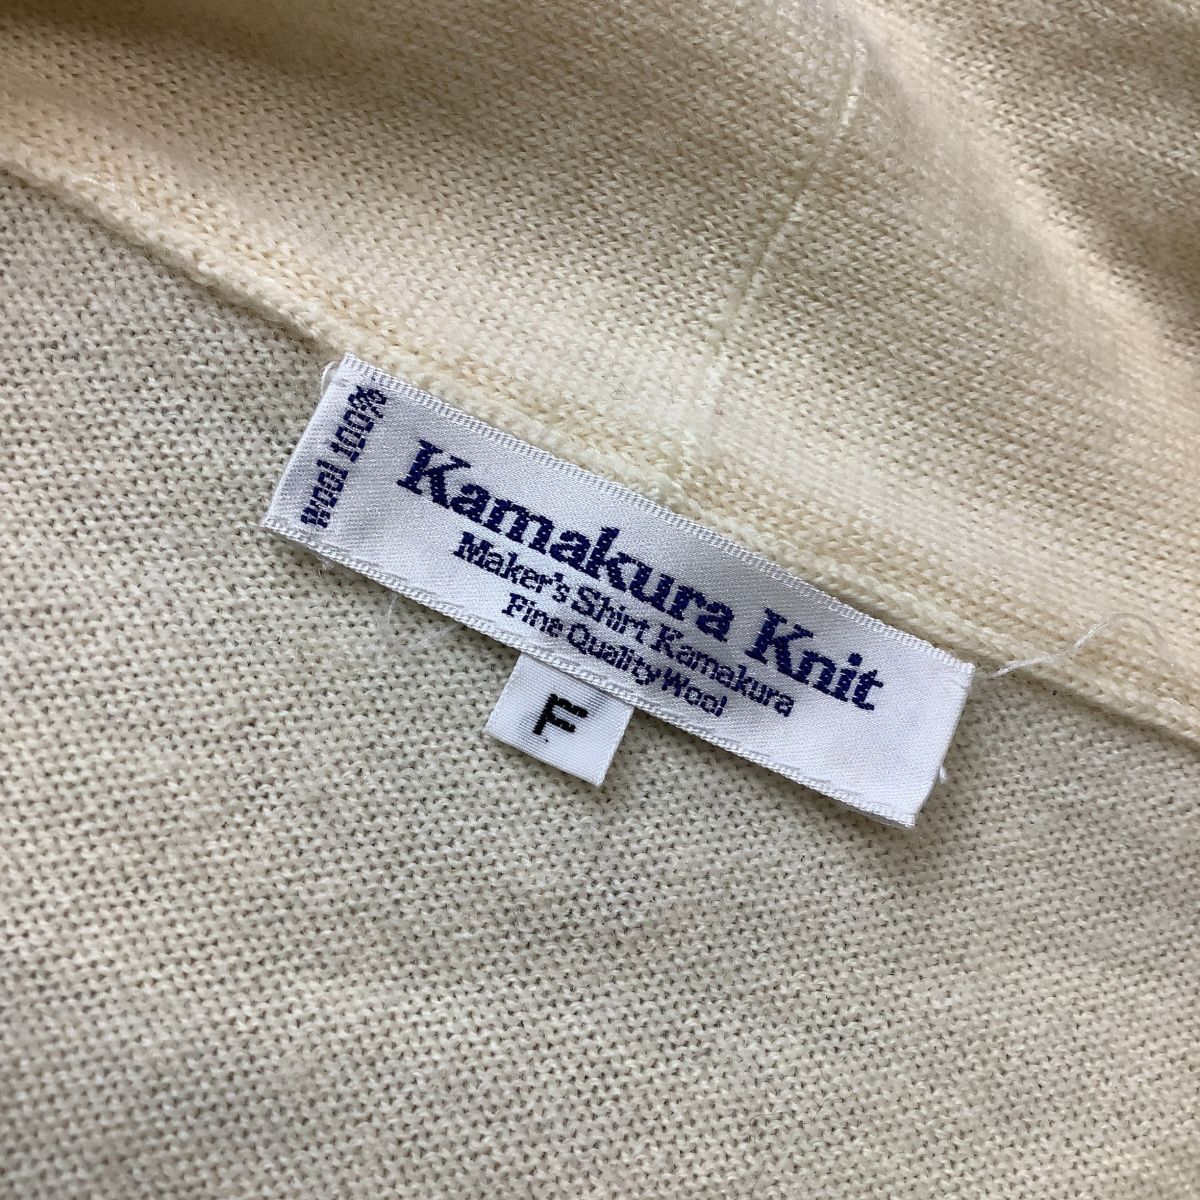 Wool 100%
Kamakura Knit
Maker's Shirt Kamakura
Fine Quality Wool
F